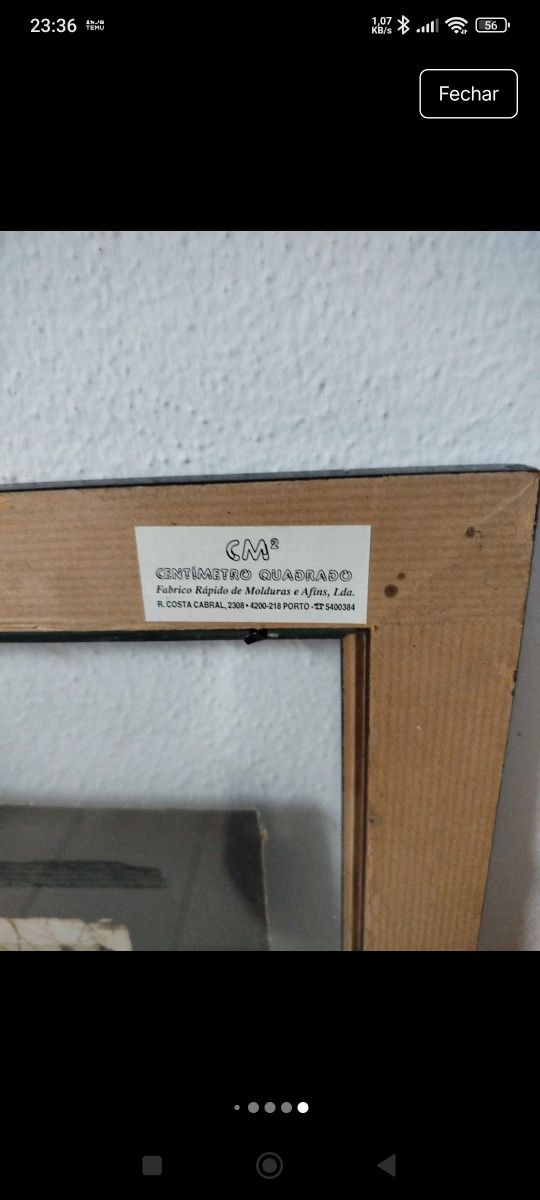 23:36
TEMU
1,07
KB/s
56
Fechar
CM²
CENTÍMETRO QUADRADO
Fabrico Rápido de Molduras e Afins, Lda.
R. COSTA CABRAL, 2308 • 4200-218 PORTO - ☎ 5400384